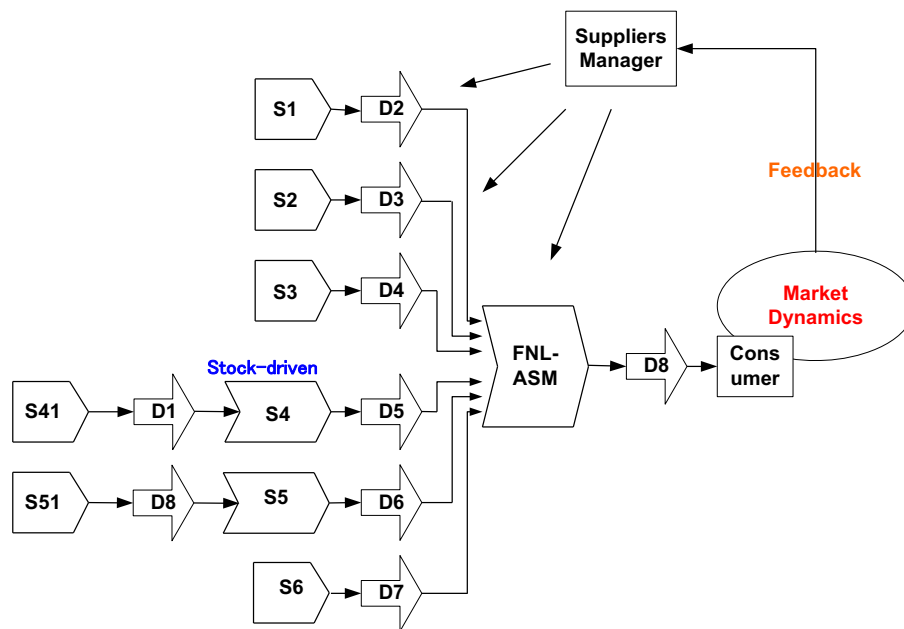 Suppliers
Manager
S1
D2
Feedback
S2
D3
S3
D4
Market
Dynamics
FNL-
ASM
D8
Cons
umer
Stock-driven
S41
D1
S4
D5
S51
D8
S5
D6
S6
D7